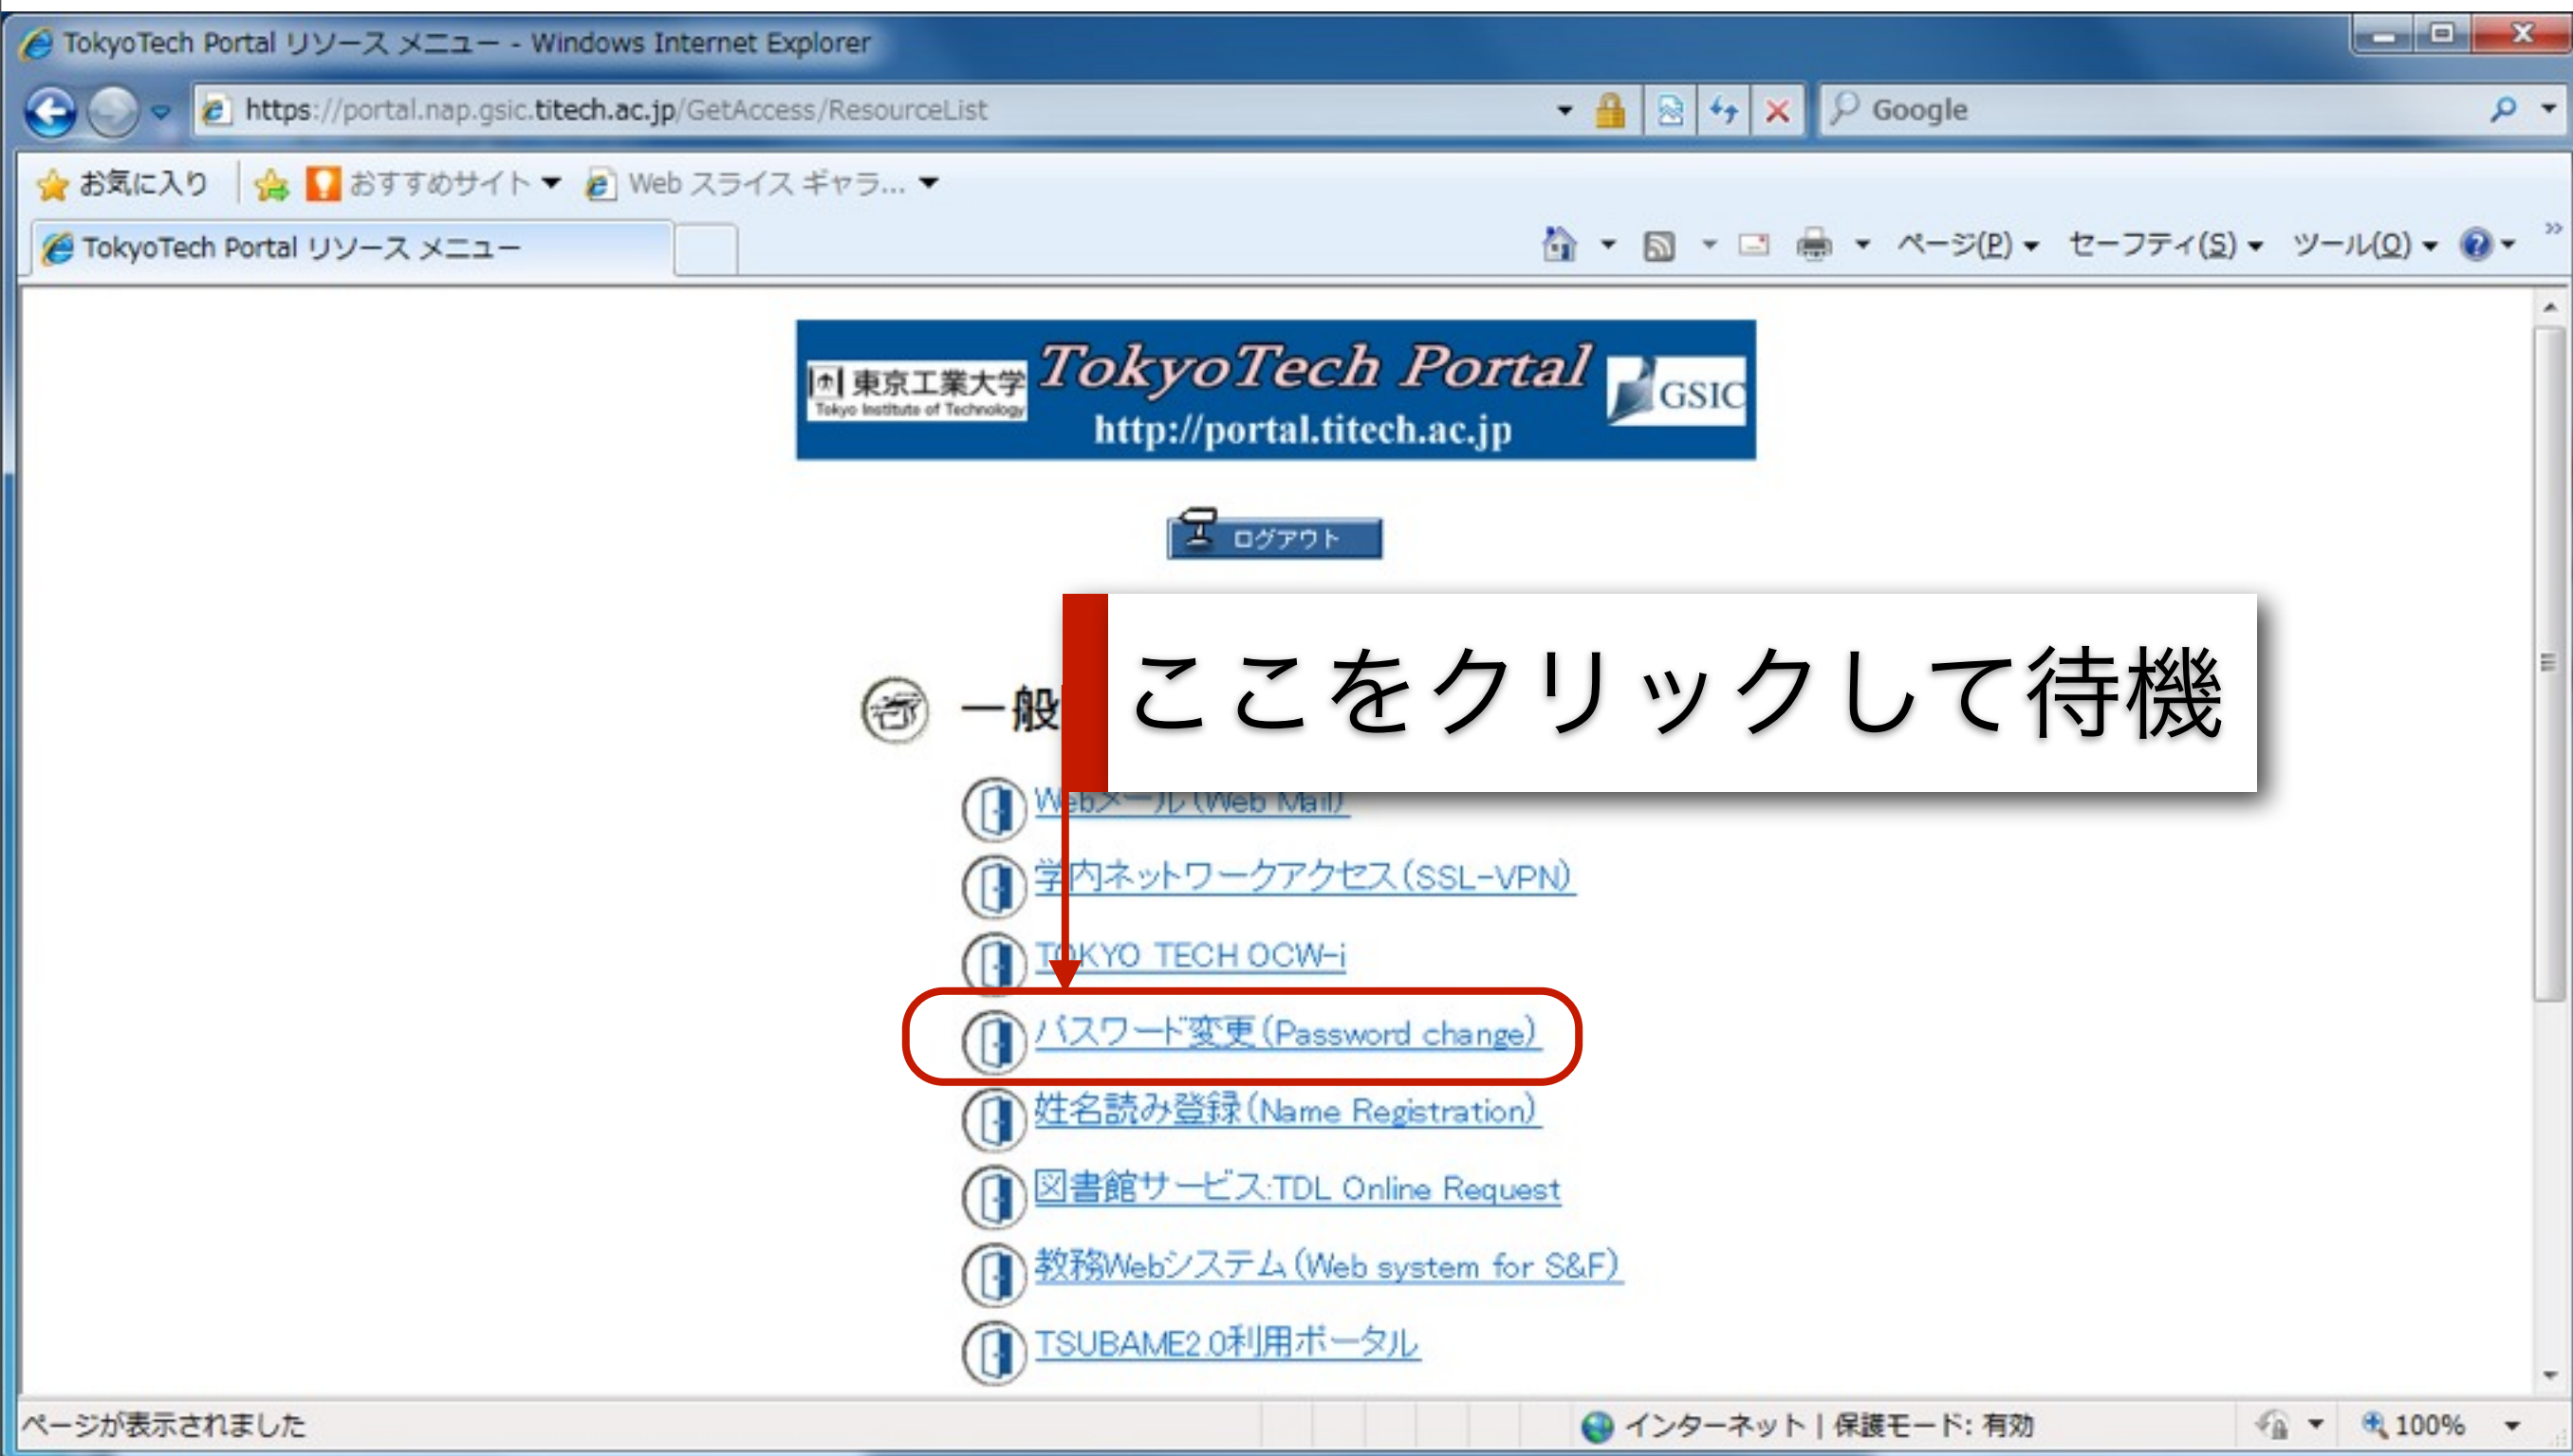 TokyoTech Portal リソース メニュー - Windows Internet Explorer
https://portal.nap.gsic.titech.ac.jp/GetAccess/ResourceList
Google
お気に入り おすすめサイト Web スライス ギャラ...
TokyoTech Portal リソース メニュー
ページ(P) セーフティ(S) ツール(O)
東京工業大学
Tokyo Institute of Technology
TokyoTech Portal
http://portal.titech.ac.jp
GSIC
ログアウト
ここをクリックして待機
一般
Webメール(Web Mail)
学内ネットワークアクセス(SSL-VPN)
TOKYO TECH OCW-i
パスワード変更(Password change)
姓名読み登録(Name Registration)
図書館サービス:TDL Online Request
教務Webシステム(Web system for S&F)
TSUBAME2.0利用ポータル
ページが表示されました
インターネット | 保護モード: 有効
100%